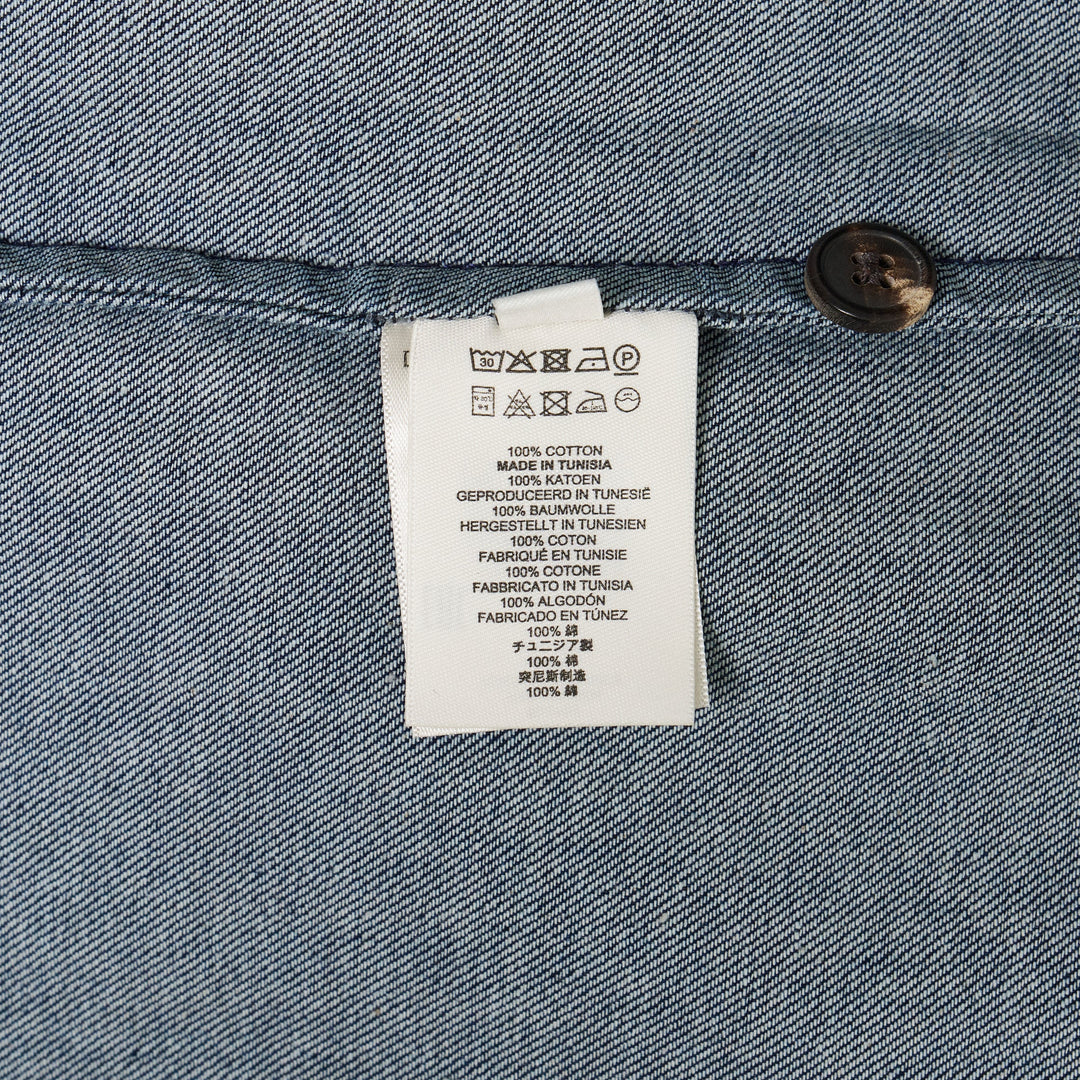 30 P
100% COTTON
MADE IN TUNISIA
100% KATOEN
GEPRODUCEERD IN TUNESIË
100% BAUMWOLLE
HERGESTELLT IN TUNESIEN
100% COTON
FABRIQUÉ EN TUNISIE
100% COTONE
FABBRICATO IN TUNISIA
100% ALGODÓN
FABRICADO EN TÚNEZ
100% 綿
チュニジア製
100% 棉
突尼斯制造
100% 綿